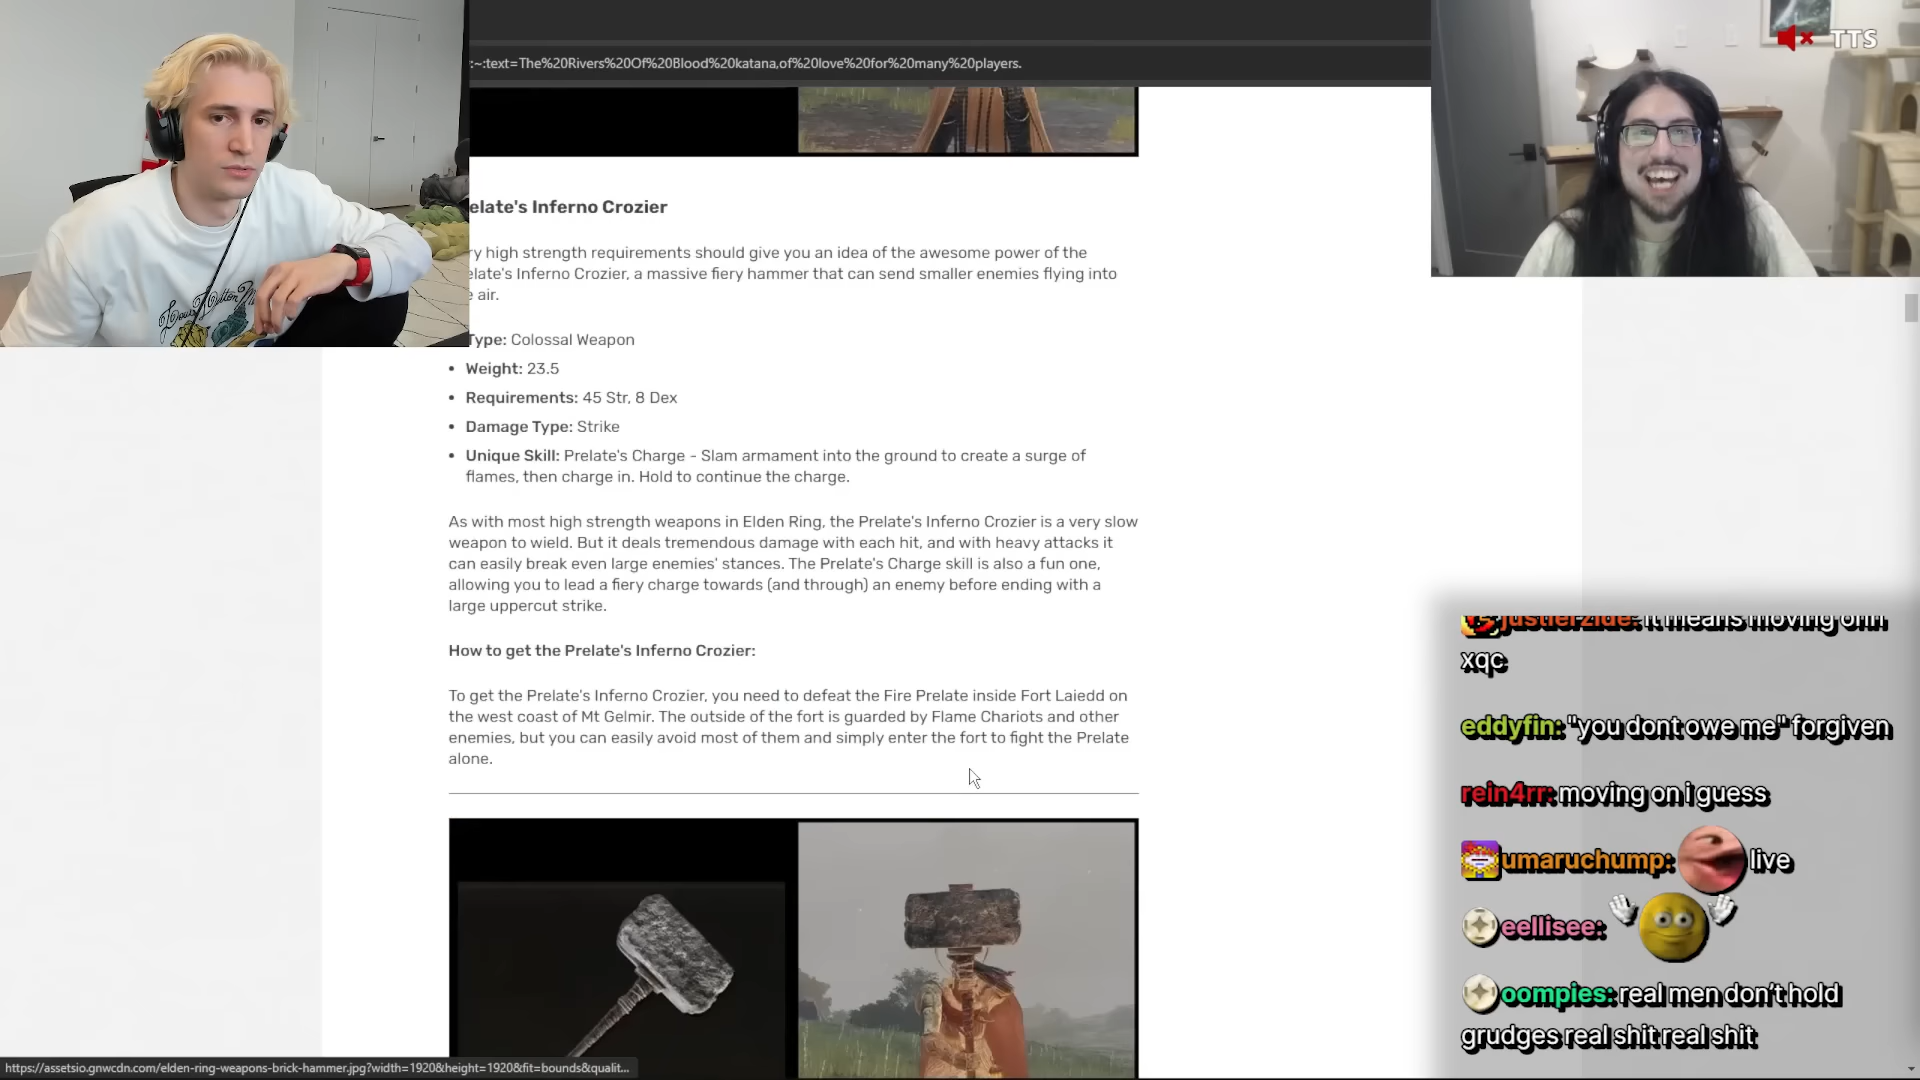 :~:text=The%20Rivers%20Of%20Blood%20katana,of%20love%20for%20many%20players.
TTS
elate's Inferno Crozier
ry high strength requirements should give you an idea of the awesome power of the
elate's Inferno Crozier, a massive fiery hammer that can send smaller enemies flying into
e air.
Type: Colossal Weapon
• Weight: 23.5
• Requirements: 45 Str, 8 Dex
• Damage Type: Strike
• Unique Skill: Prelate's Charge - Slam armament into the ground to create a surge of
flames, then charge in. Hold to continue the charge.
As with most high strength weapons in Elden Ring, the Prelate's Inferno Crozier is a very slow
weapon to wield. But it deals tremendous damage with each hit, and with heavy attacks it
can easily break even large enemies' stances. The Prelate's Charge skill is also a fun one,
allowing you to lead a fiery charge towards (and through) an enemy before ending with a
large uppercut strike.
How to get the Prelate's Inferno Crozier:
To get the Prelate's Inferno Crozier, you need to defeat the Fire Prelate inside Fort Laiedd on
the west coast of Mt Gelmir. The outside of the fort is guarded by Flame Chariots and other
enemies, but you can easily avoid most of them and simply enter the fort to fight the Prelate
alone.
it means moving onn
xqc
eddyfin: "you dont owe me" forgiven
rein4rr: moving on i guess
umaruchump: live
eellisee:
oompies: real men don't hold
grudges real shit real shit
https://assetsio.gnwcdn.com/elden-ring-weapons-brick-hammer.jpg?width=1920&height=1920&fit=bounds&qualit...